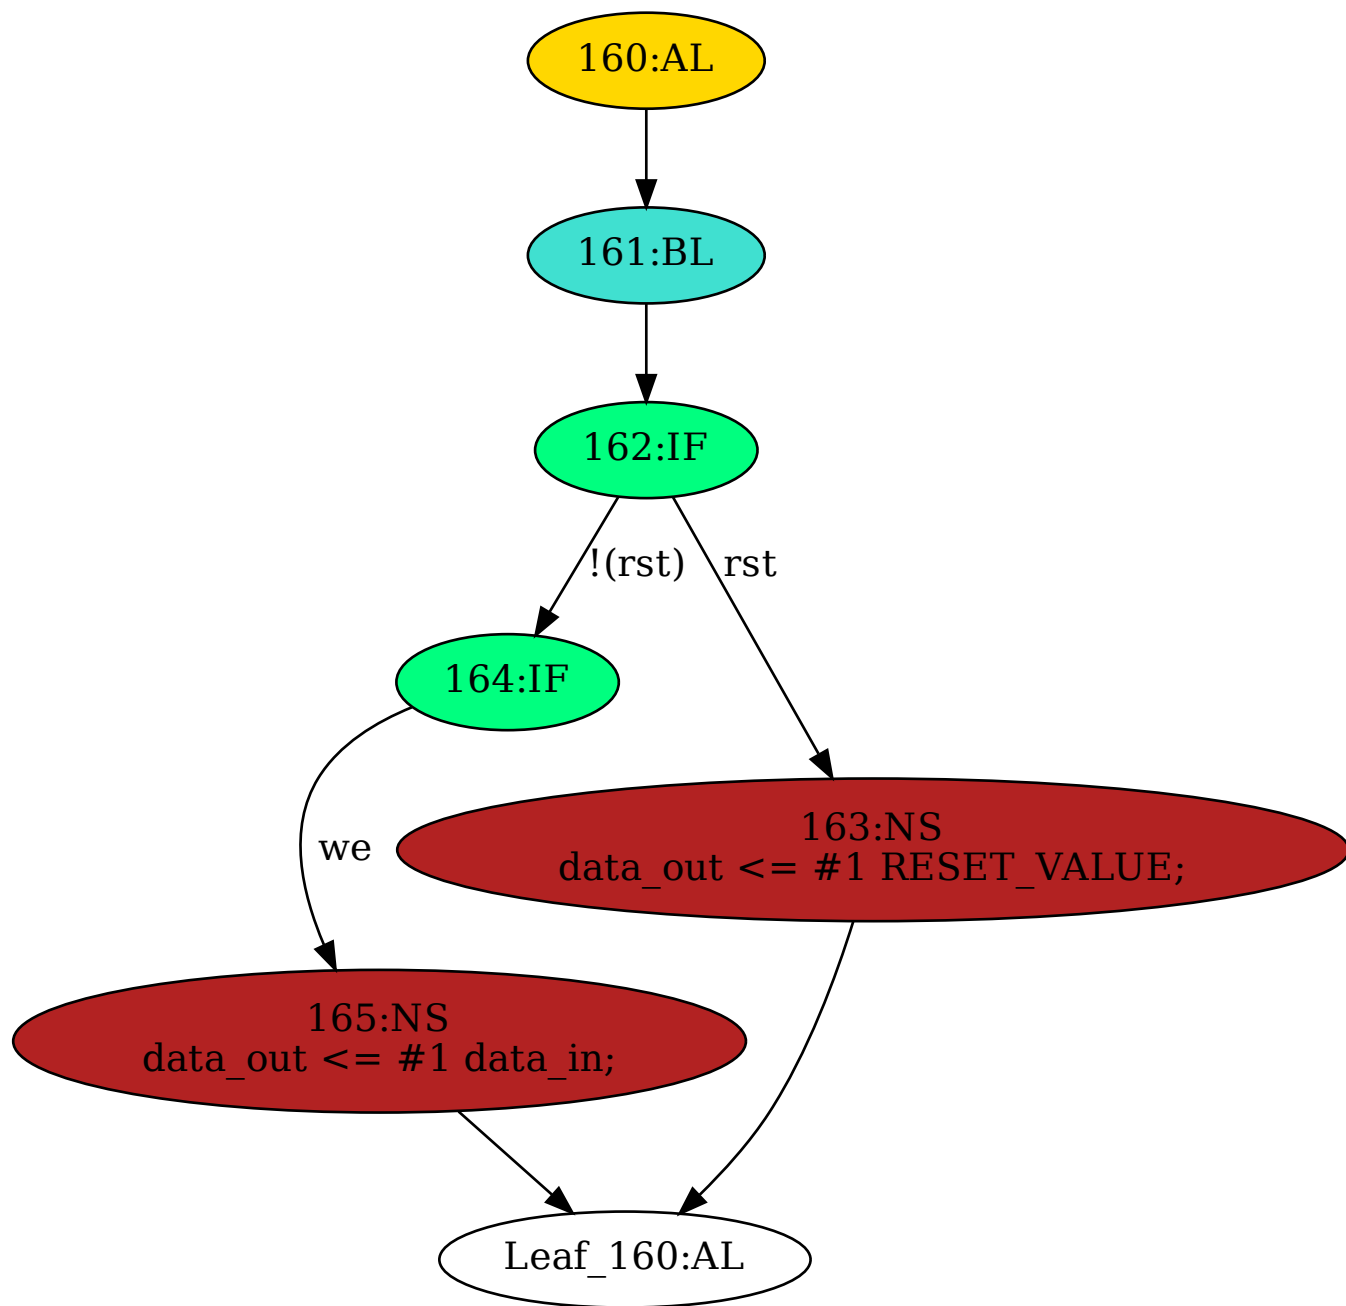 160:AL
161:BL
162:IF
!(rst)
rst
164:IF
163:NS
data_out <= #1 RESET_VALUE;
we
165:NS
data_out <= #1 data_in;
Leaf_160:AL